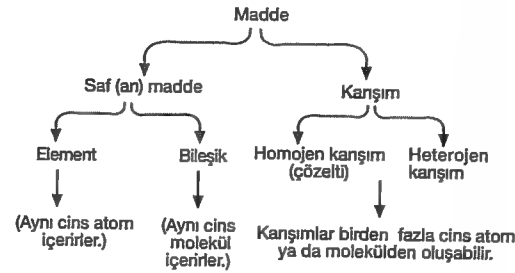 Madde
Saf (arı) madde
Karışım
Element
Bileşik
Homojen karışım
(çözelti)
Heterojen
karışım
(Aynı cins atom
içerirler.)
(Aynı cins
molekül
içerirler.)
Karışımlar birden fazla cins atom
ya da molekülden oluşabilir.